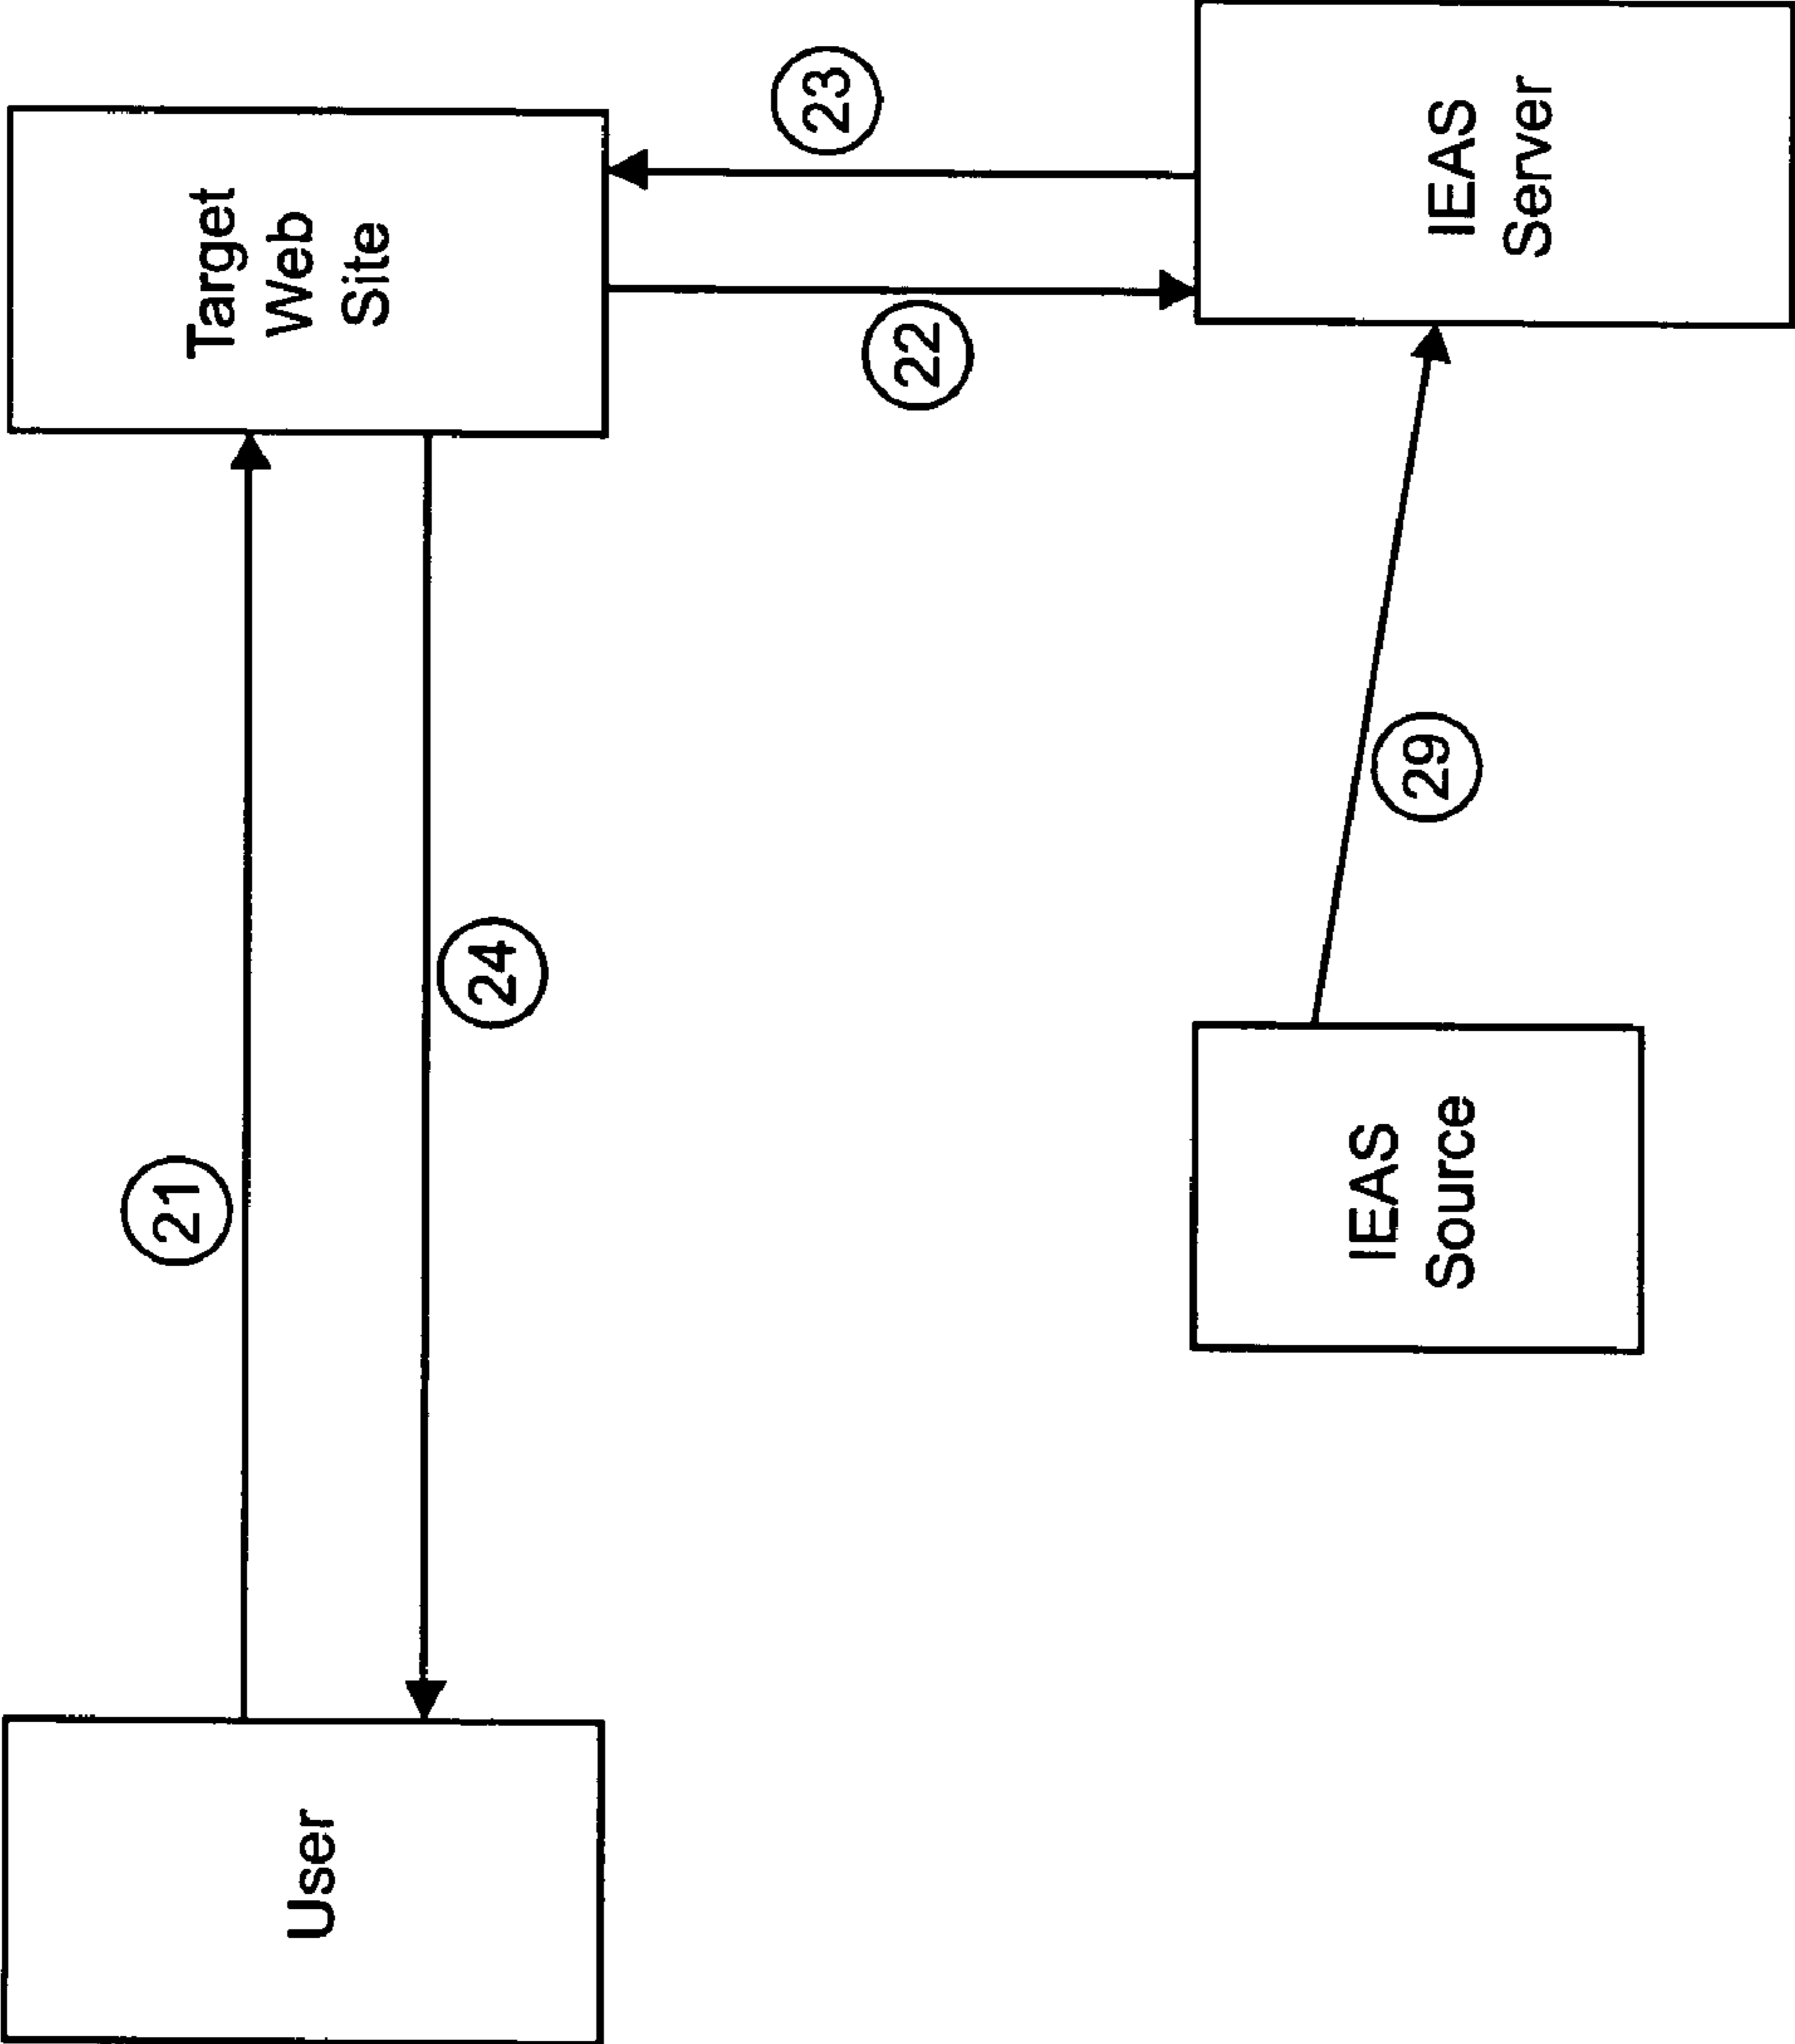 User
21
24
Target
Web
Site
22
23
IEAS
Source
29
IEAS
Server